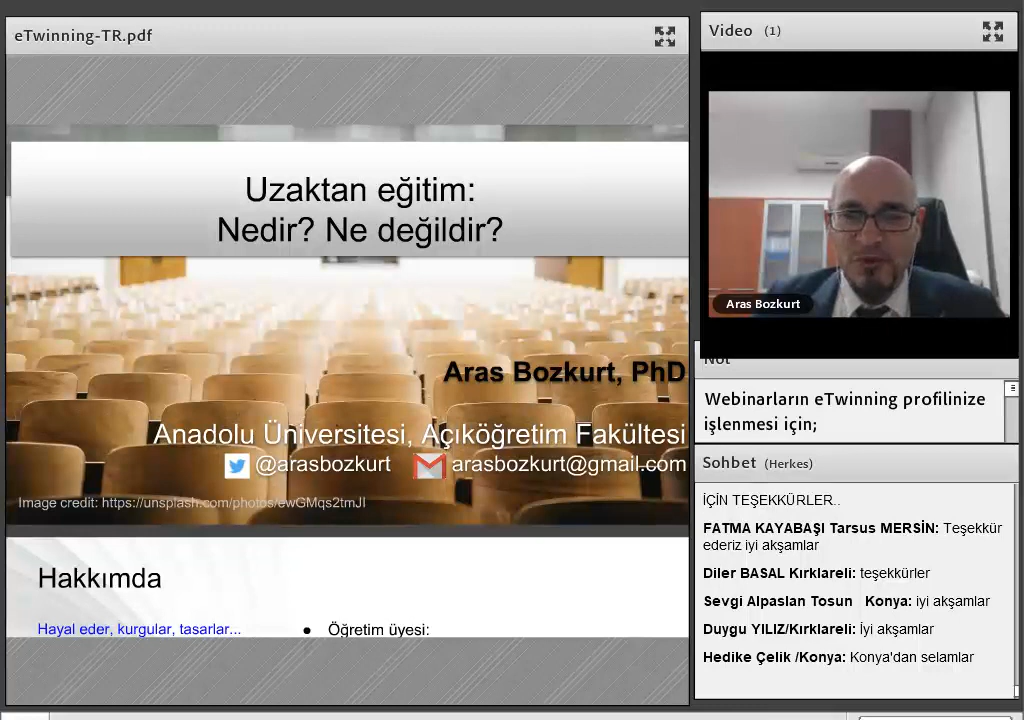 eTwinning-TR.pdf
Uzaktan eğitim:
Nedir? Ne değildir?
Aras Bozkurt, PhD
Anadolu Üniversitesi, Açıköğretim Fakültesi
@arasbozkurt arasbozkurt@gmail.com
Image credit: https://unsplash.com/photos/ewGMqs2tmJI
Hakkımda
Hayal eder, kurgular, tasarlar...
• Öğretim üyesi:
Video (1)
Aras Bozkurt
Not
Webinarların eTwinning profilinize
işlenmesi için;
Sohbet (Herkes)
İÇİN TEŞEKKÜRLER..
FATMA KAYABAŞI Tarsus MERSİN: Teşekkür
ederiz iyi akşamlar
Diler BASAL Kırklareli: teşekkürler
Sevgi Alpaslan Tosun Konya: iyi akşamlar
Duygu YILIZ/Kırklareli: İyi akşamlar
Hedike Çelik /Konya: Konya'dan selamlar